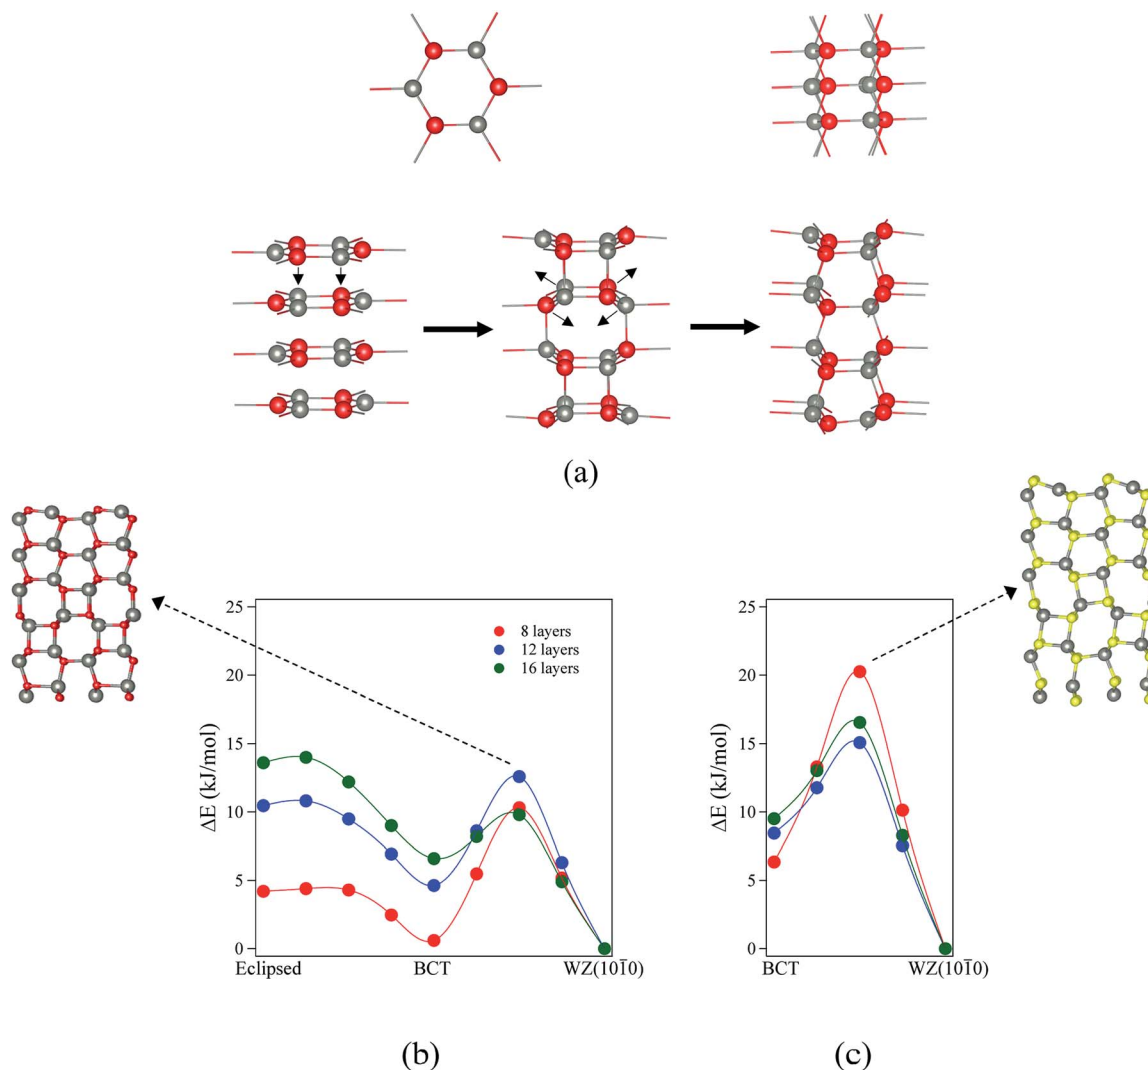 (a)
25
20
15
10
5
0
ΔE (kJ/mol)
8 layers
12 layers
16 layers
Eclipsed
BCT
WZ(101̄0)
(b)
25
20
15
10
5
0
ΔE (kJ/mol)
BCT
WZ(101̄0)
(c)